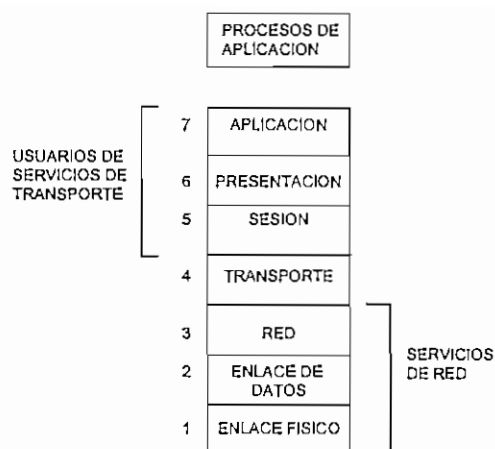 PROCESOS DE
APLICACION
7 APLICACION
USUARIOS DE
SERVICIOS DE
TRANSPORTE
6 PRESENTACION
5 SESION
4 TRANSPORTE
3 RED
SERVICIOS
DE RED
2 ENLACE DE
DATOS
1 ENLACE FISICO